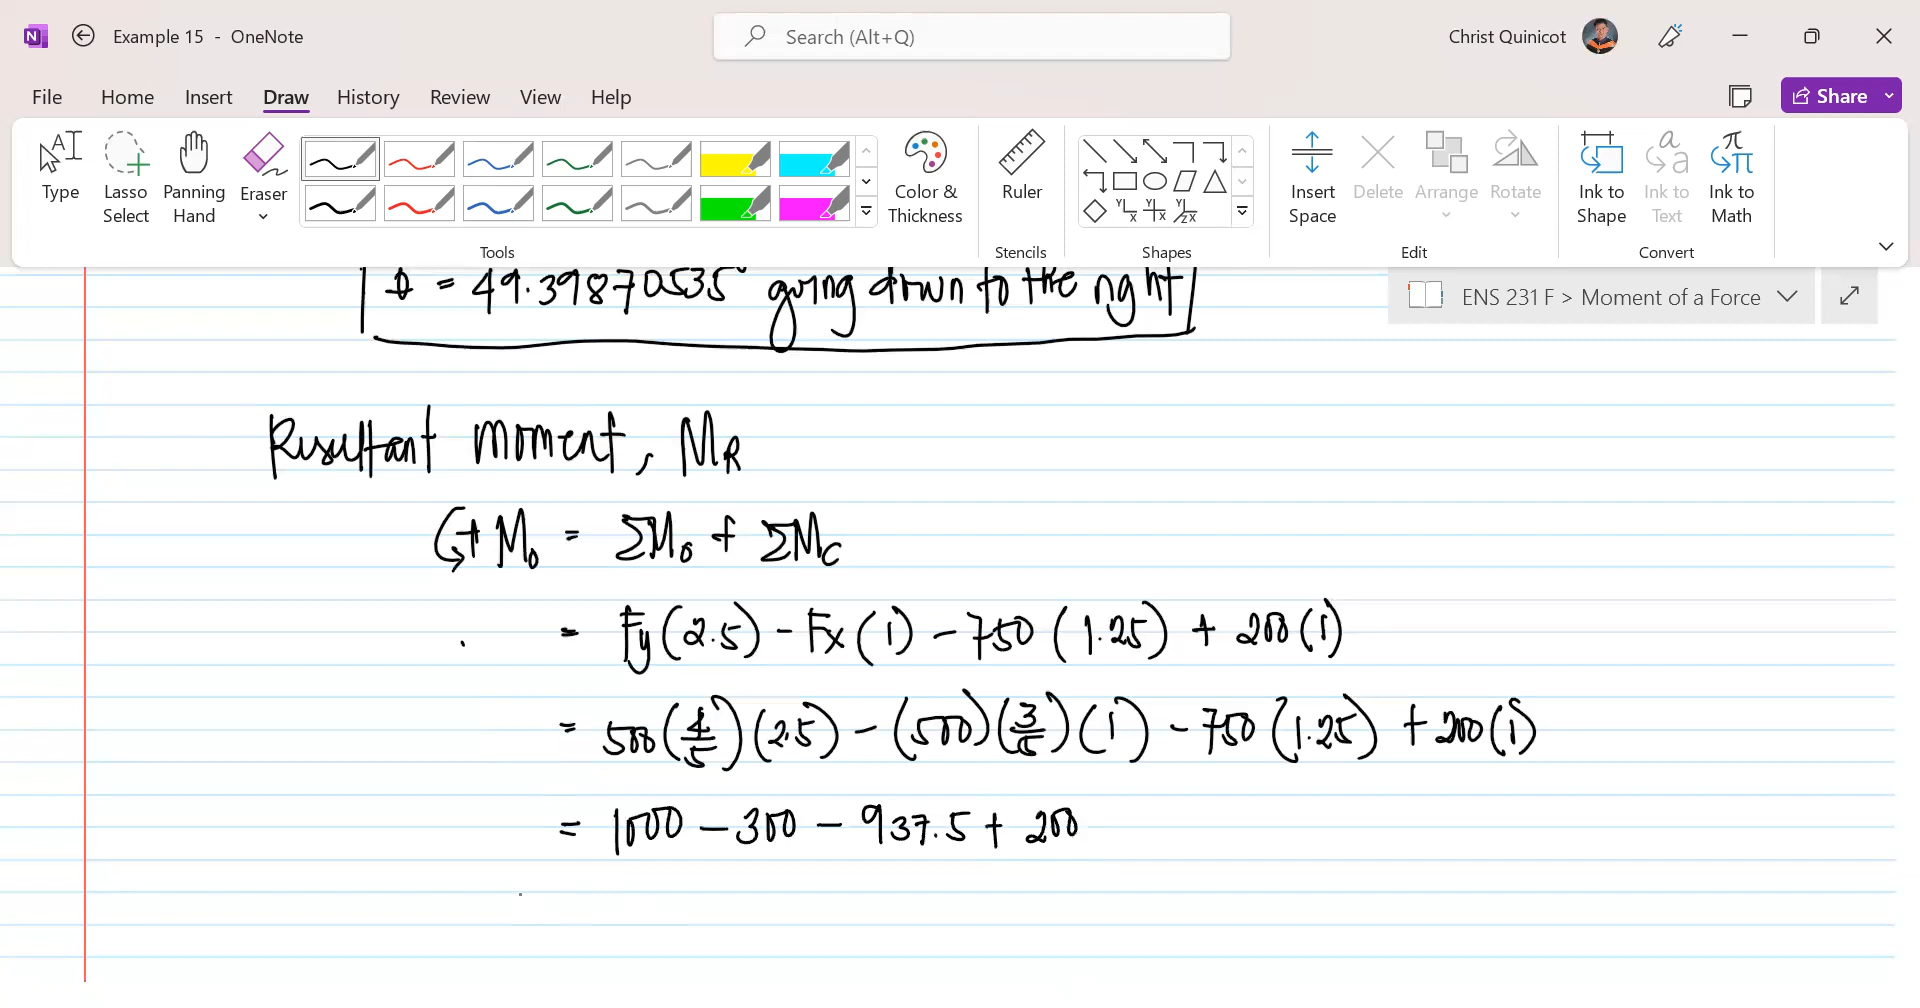 Example 15 - OneNote
Search (Alt+Q)
Christ Quinicot
File Home Insert Draw History Review View Help
Share
Type
Lasso Select
Panning Hand
Eraser
Color & Thickness
Ruler
Insert Space
Delete
Arrange
Rotate
Ink to Shape
Ink to Text
Ink to Math
Tools
Stencils
Shapes
Edit
Convert
ENS 231 F > Moment of a Force
θ = 49.39870535° going down to the right
Resultant moment, M_R
↺+ M_o = ΣM_o + ΣM_C
= Fy(2.5) - Fx(1) - 750(1.25) + 200(1)
= 500(4/5)(2.5) - (500)(3/5)(1) - 750(1.25) + 200(1)
= 1000 - 300 - 937.5 + 200